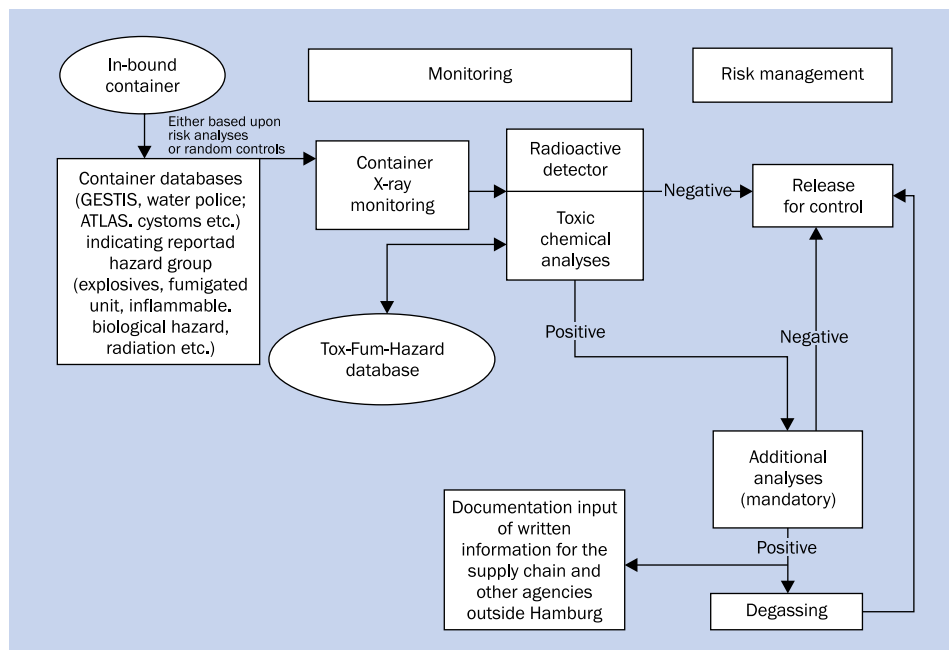 In-bound
container
Monitoring
Risk management
Either based upon
risk analyses
or random controls
Container databases
(GESTIS, water police;
ATLAS. cystoms etc.)
indicating reportad
hazard group
(explosives, fumigated
unit, inflammable.
biological hazard,
radiation etc.)
Container
X-ray
monitoring
Radioactive
detector
Toxic
chemical
analyses
Negative
Release
for control
Tox-Fum-Hazard
database
Positive
Negative
Additional
analyses
(mandatory)
Documentation input
of written
information for the
supply chain and
other agencies
outside Hamburg
Positive
Degassing